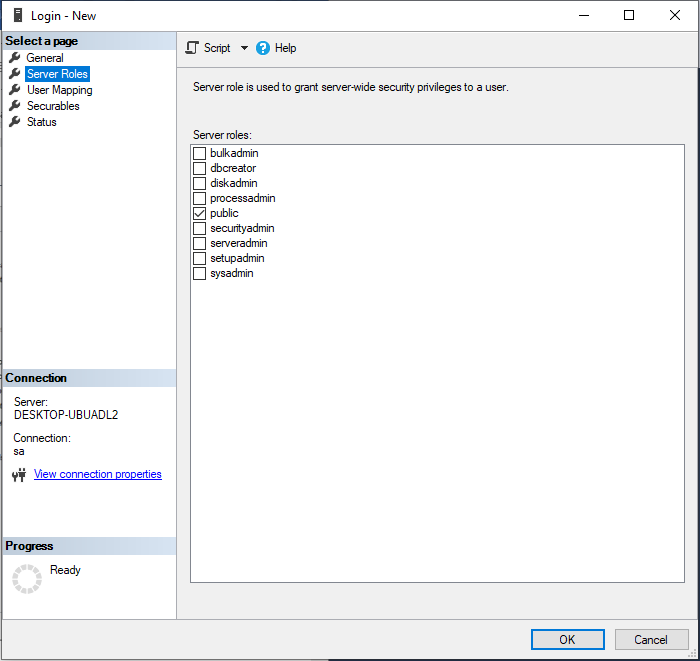 Login - New
Select a page
General
Server Roles
User Mapping
Securables
Status
Script
Help
Server role is used to grant server-wide security privileges to a user.
Server roles:
bulkadmin
dbcreator
diskadmin
processadmin
public
securityadmin
serveradmin
setupadmin
sysadmin
Connection
Server:
DESKTOP-UBUADL2
Connection:
sa
View connection properties
Progress
Ready
OK
Cancel